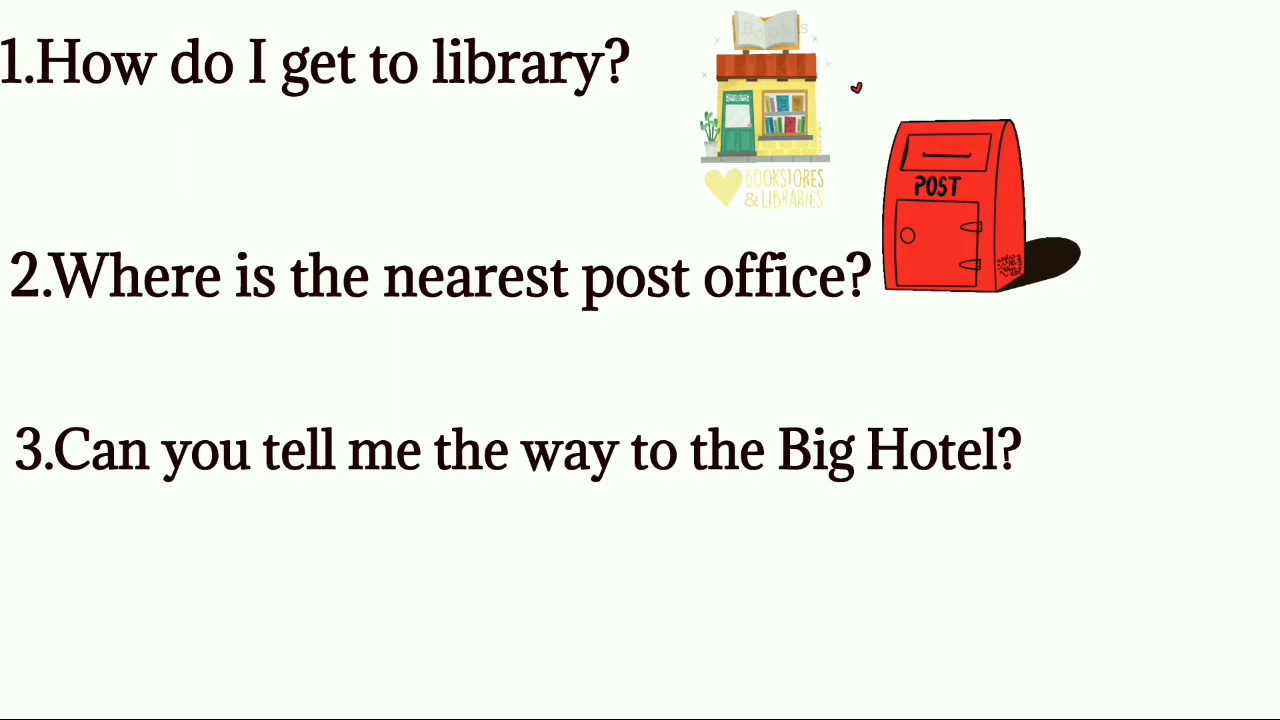 1.How do I get to library?
Books
BOOKSTORES
& LIBRARIES
POST
2.Where is the nearest post office?
3.Can you tell me the way to the Big Hotel?